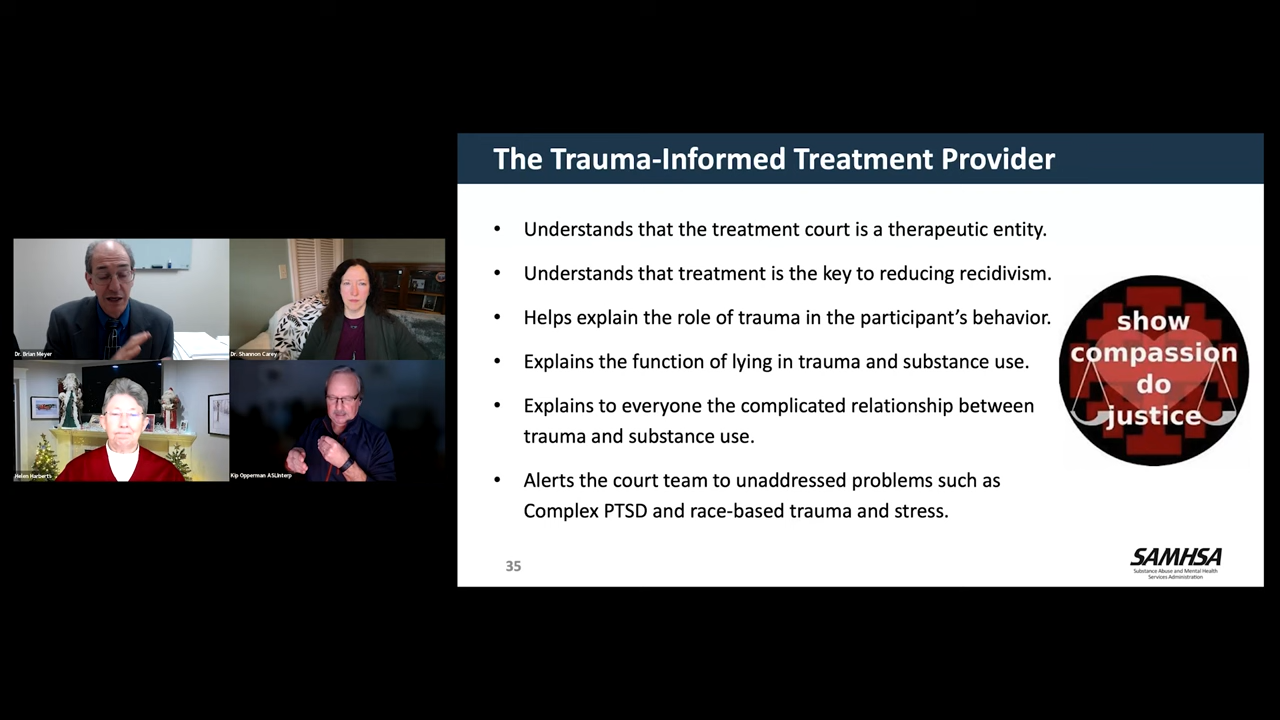 The Trauma-Informed Treatment Provider
• Understands that the treatment court is a therapeutic entity.
• Understands that treatment is the key to reducing recidivism.
• Helps explain the role of trauma in the participant's behavior.
• Explains the function of lying in trauma and substance use.
• Explains to everyone the complicated relationship between
trauma and substance use.
• Alerts the court team to unaddressed problems such as
Complex PTSD and race-based trauma and stress.
show
compassion
do
justice
35
SAMHSA
Substance Abuse and Mental Health
Services Administration
Dr. Brian Meyer
Dr. Shannon Carey
Helen Harberts
Kip Opperman ASLInterp